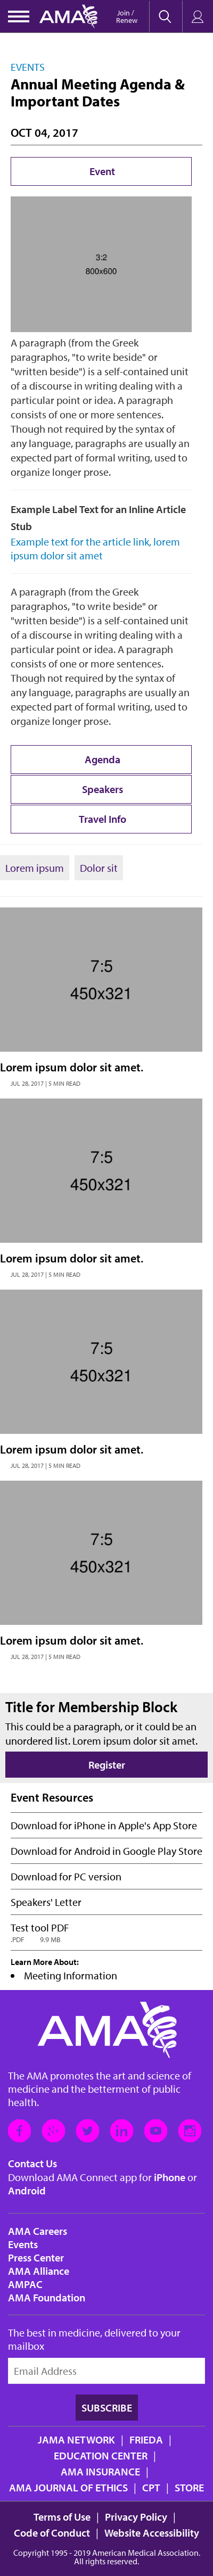 AMA
Join /
Renew
EVENTS
Annual Meeting Agenda &
Important Dates
OCT 04, 2017
Event
3:2
800x600
A paragraph (from the Greek
paragraphos, "to write beside" or
"written beside") is a self-contained unit
of a discourse in writing dealing with a
particular point or idea. A paragraph
consists of one or more sentences.
Though not required by the syntax of
any language, paragraphs are usually an
expected part of formal writing, used to
organize longer prose.
Example Label Text for an Inline Article
Stub
Example text for the article link, lorem
ipsum dolor sit amet
A paragraph (from the Greek
paragraphos, "to write beside" or
"written beside") is a self-contained unit
of a discourse in writing dealing with a
particular point or idea. A paragraph
consists of one or more sentences.
Though not required by the syntax of
any language, paragraphs are usually an
expected part of formal writing, used to
organize longer prose.
Agenda
Speakers
Travel Info
Lorem ipsum Dolor sit
7:5
450x321
Lorem ipsum dolor sit amet.
JUL 28, 2017 | 5 MIN READ
7:5
450x321
Lorem ipsum dolor sit amet.
JUL 28, 2017 | 5 MIN READ
7:5
450x321
Lorem ipsum dolor sit amet.
JUL 28, 2017 | 5 MIN READ
7:5
450x321
Lorem ipsum dolor sit amet.
JUL 28, 2017 | 5 MIN READ
Title for Membership Block
This could be a paragraph, or it could be an
unordered list. Lorem ipsum dolor sit amet.
Register
Event Resources
Download for iPhone in Apple's App Store
Download for Android in Google Play Store
Download for PC version
Speakers' Letter
Test tool PDF
.PDF 9.9 MB
Learn More About:
• Meeting Information
AMA
The AMA promotes the art and science of
medicine and the betterment of public
health.
Contact Us
Download AMA Connect app for iPhone or
Android
AMA Careers
Events
Press Center
AMA Alliance
AMPAC
AMA Foundation
The best in medicine, delivered to your
mailbox
Email Address
SUBSCRIBE
JAMA NETWORK | FRIEDA |
EDUCATION CENTER |
AMA INSURANCE |
AMA JOURNAL OF ETHICS | CPT | STORE
Terms of Use | Privacy Policy |
Code of Conduct | Website Accessibility
Copyright 1995 - 2019 American Medical Association.
All rights reserved.